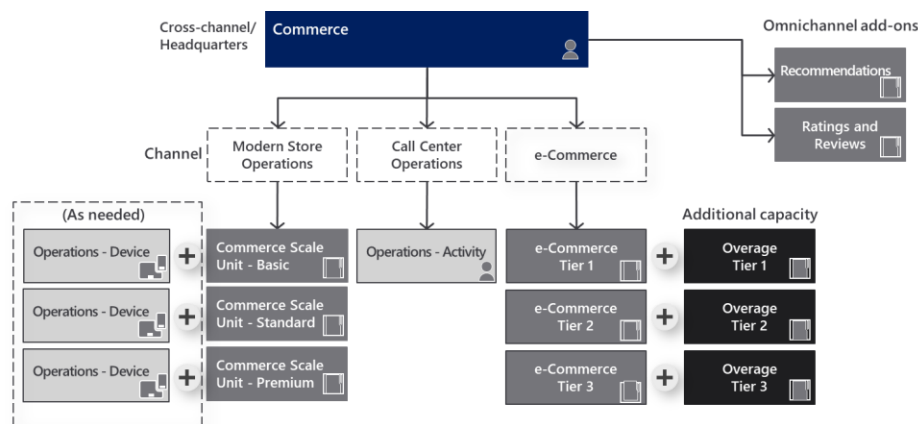 Cross-channel/
Headquarters
Commerce
Omnichannel add-ons
Recommendations
Ratings and
Reviews
Channel
Modern Store
Operations
Call Center
Operations
e-Commerce
(As needed)
Additional capacity
Operations - Device
Commerce Scale
Unit - Basic
Operations - Activity
e-Commerce
Tier 1
Overage
Tier 1
Operations - Device
Commerce Scale
Unit - Standard
e-Commerce
Tier 2
Overage
Tier 2
Operations - Device
Commerce Scale
Unit - Premium
e-Commerce
Tier 3
Overage
Tier 3